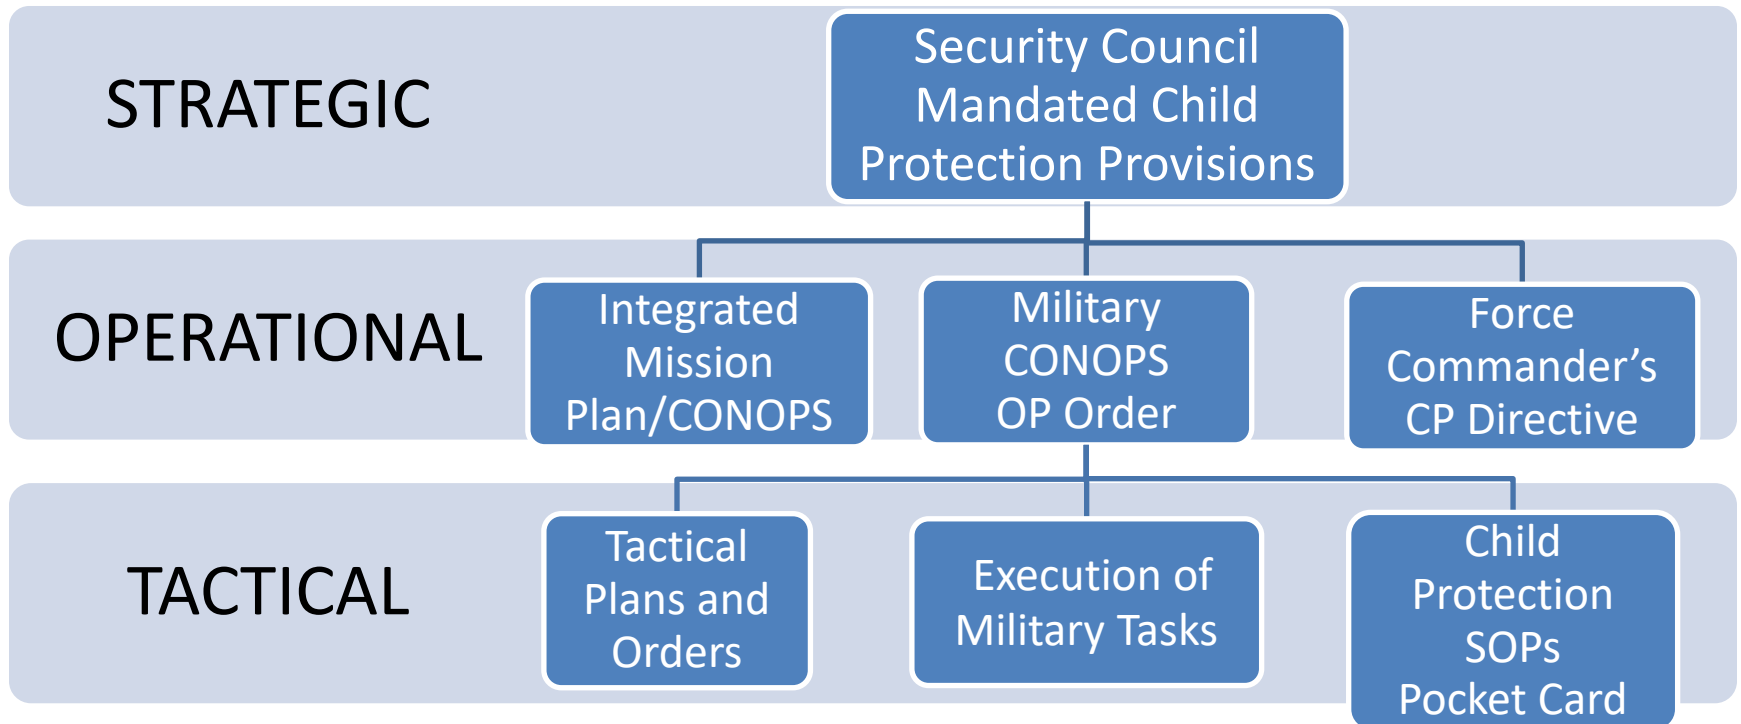 STRATEGIC
Security Council
Mandated Child
Protection Provisions
OPERATIONAL
Integrated
Mission
Plan/CONOPS
Military
CONOPS
OP Order
Force
Commander’s
CP Directive
TACTICAL
Tactical
Plans and
Orders
Execution of
Military Tasks
Child
Protection
SOPs
Pocket Card